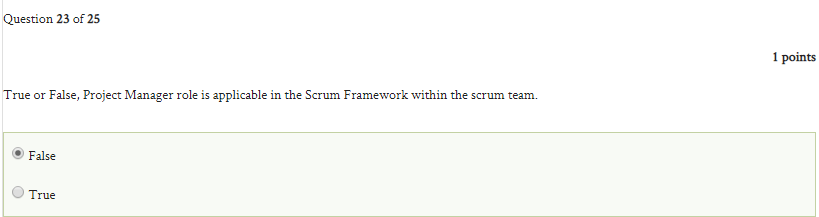 Question 23 of 25
1 points
True or False, Project Manager role is applicable in the Scrum Framework within the scrum team.
False
True